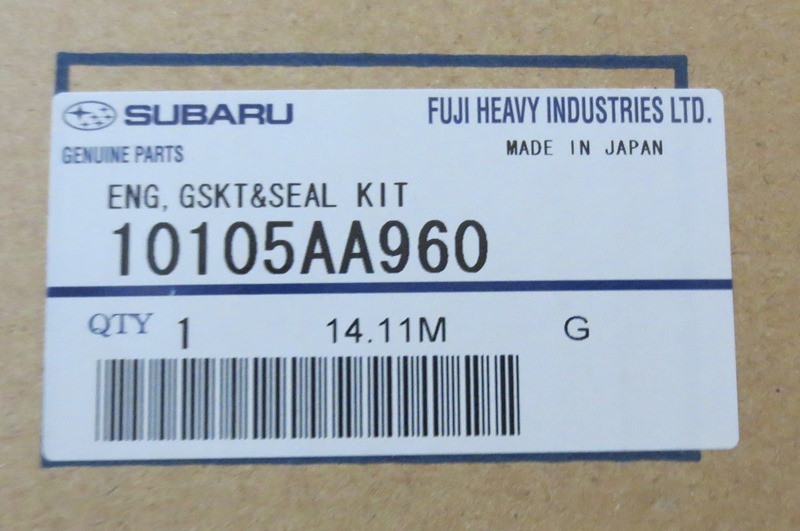 SUBARU
FUJI HEAVY INDUSTRIES LTD.
GENUINE PARTS
MADE IN JAPAN
ENG, GSKT&SEAL KIT
10105AA960
QTY 1 14.11M G